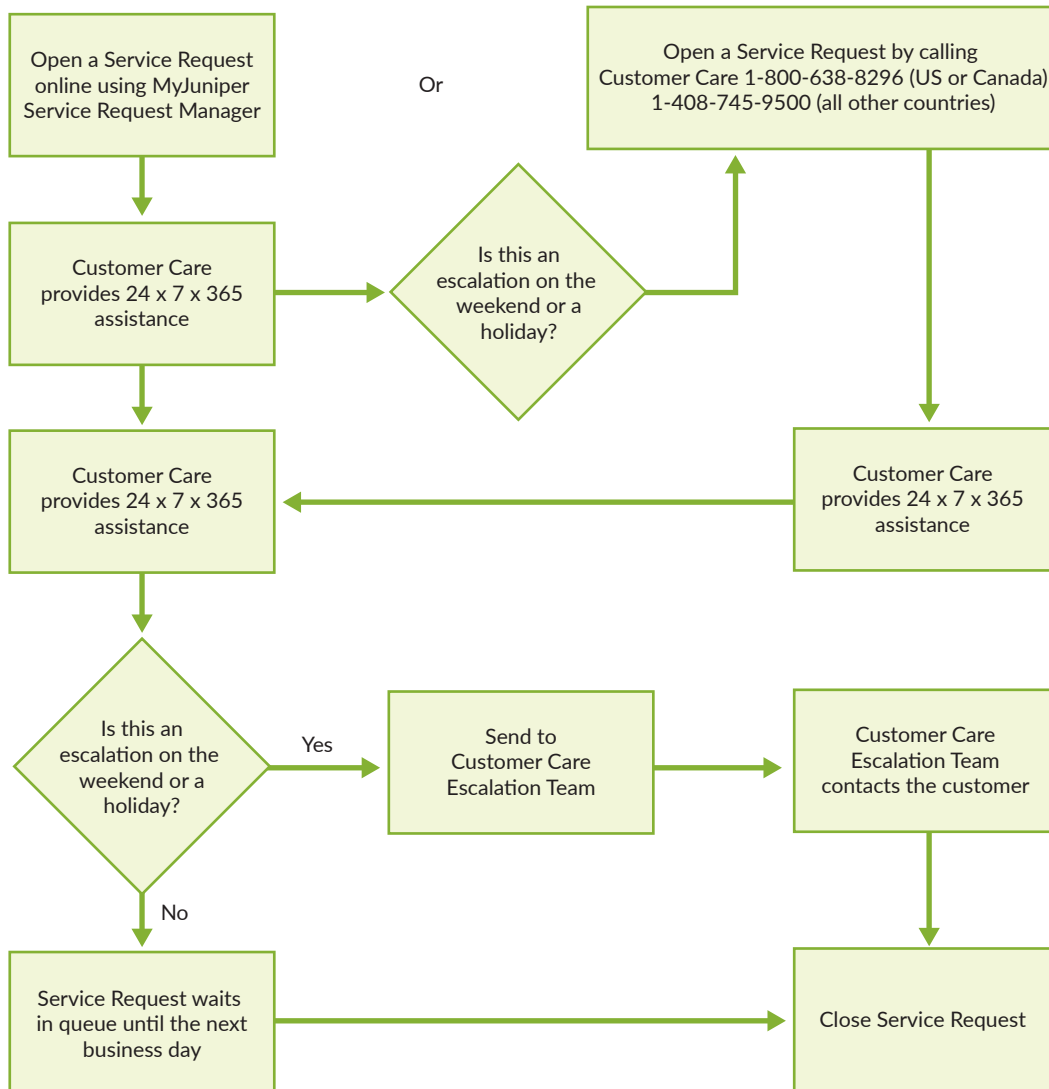 Open a Service Request
online using MyJuniper
Service Request Manager
Or
Open a Service Request by calling
Customer Care 1-800-638-8296 (US or Canada)
1-408-745-9500 (all other countries)
Customer Care
provides 24 x 7 x 365
assistance
Is this an
escalation on the
weekend or a
holiday?
Customer Care
provides 24 x 7 x 365
assistance
Customer Care
provides 24 x 7 x 365
assistance
Is this an
escalation on the
weekend or a
holiday?
Yes
Send to
Customer Care
Escalation Team
Customer Care
Escalation Team
contacts the customer
No
Service Request waits
in queue until the next
business day
Close Service Request